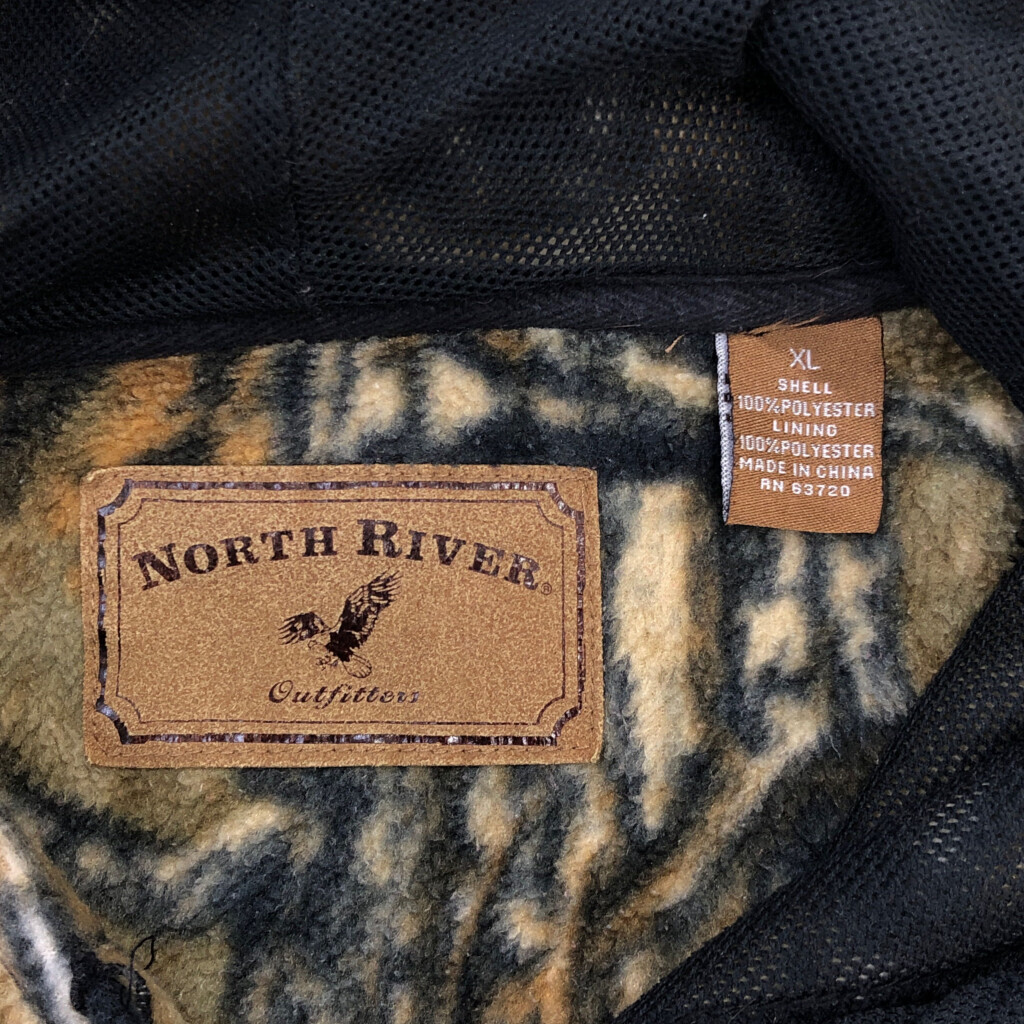 NORTH RIVER®
Outfitters
XL
SHELL
100%POLYESTER
LINING
100%POLYESTER
MADE IN CHINA
RN 63720